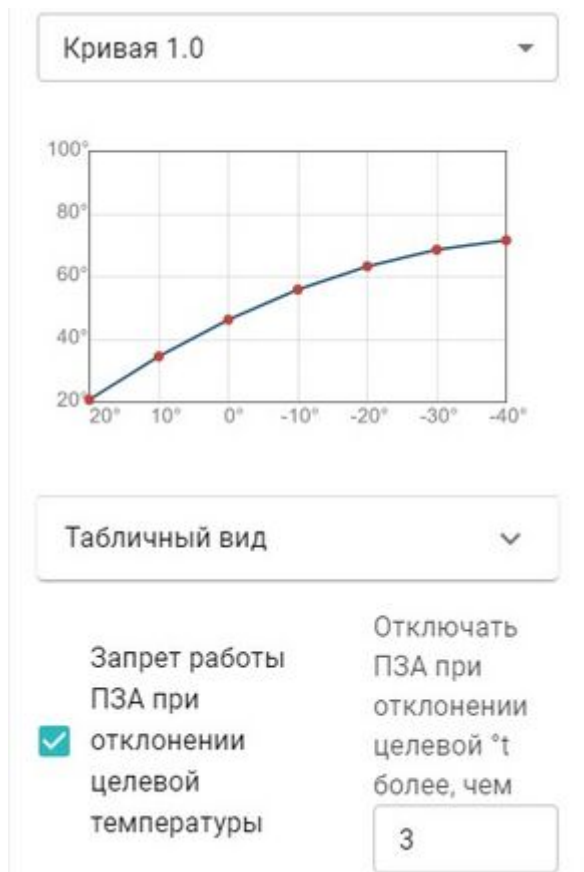 Кривая 1.0
100°
80°
60°
40°
20°
20° 10° 0° -10° -20° -30° -40°
Табличный вид
Запрет работы
ПЗА при
отклонении
целевой
температуры
Отключать
ПЗА при
отклонении
целевой °t
более, чем
3